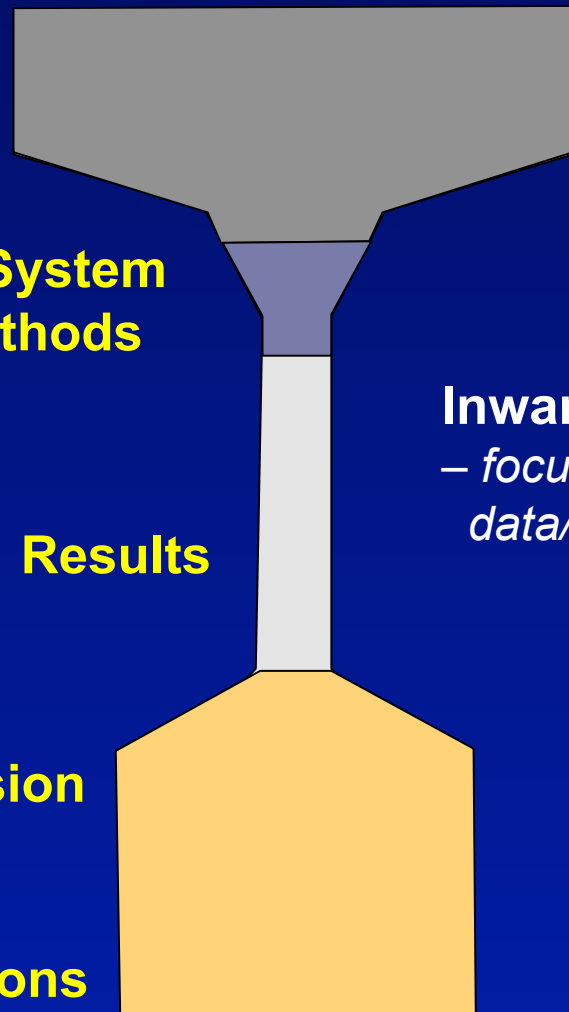 System
thods
Inwar
– focu
data/
Results
sion
ons